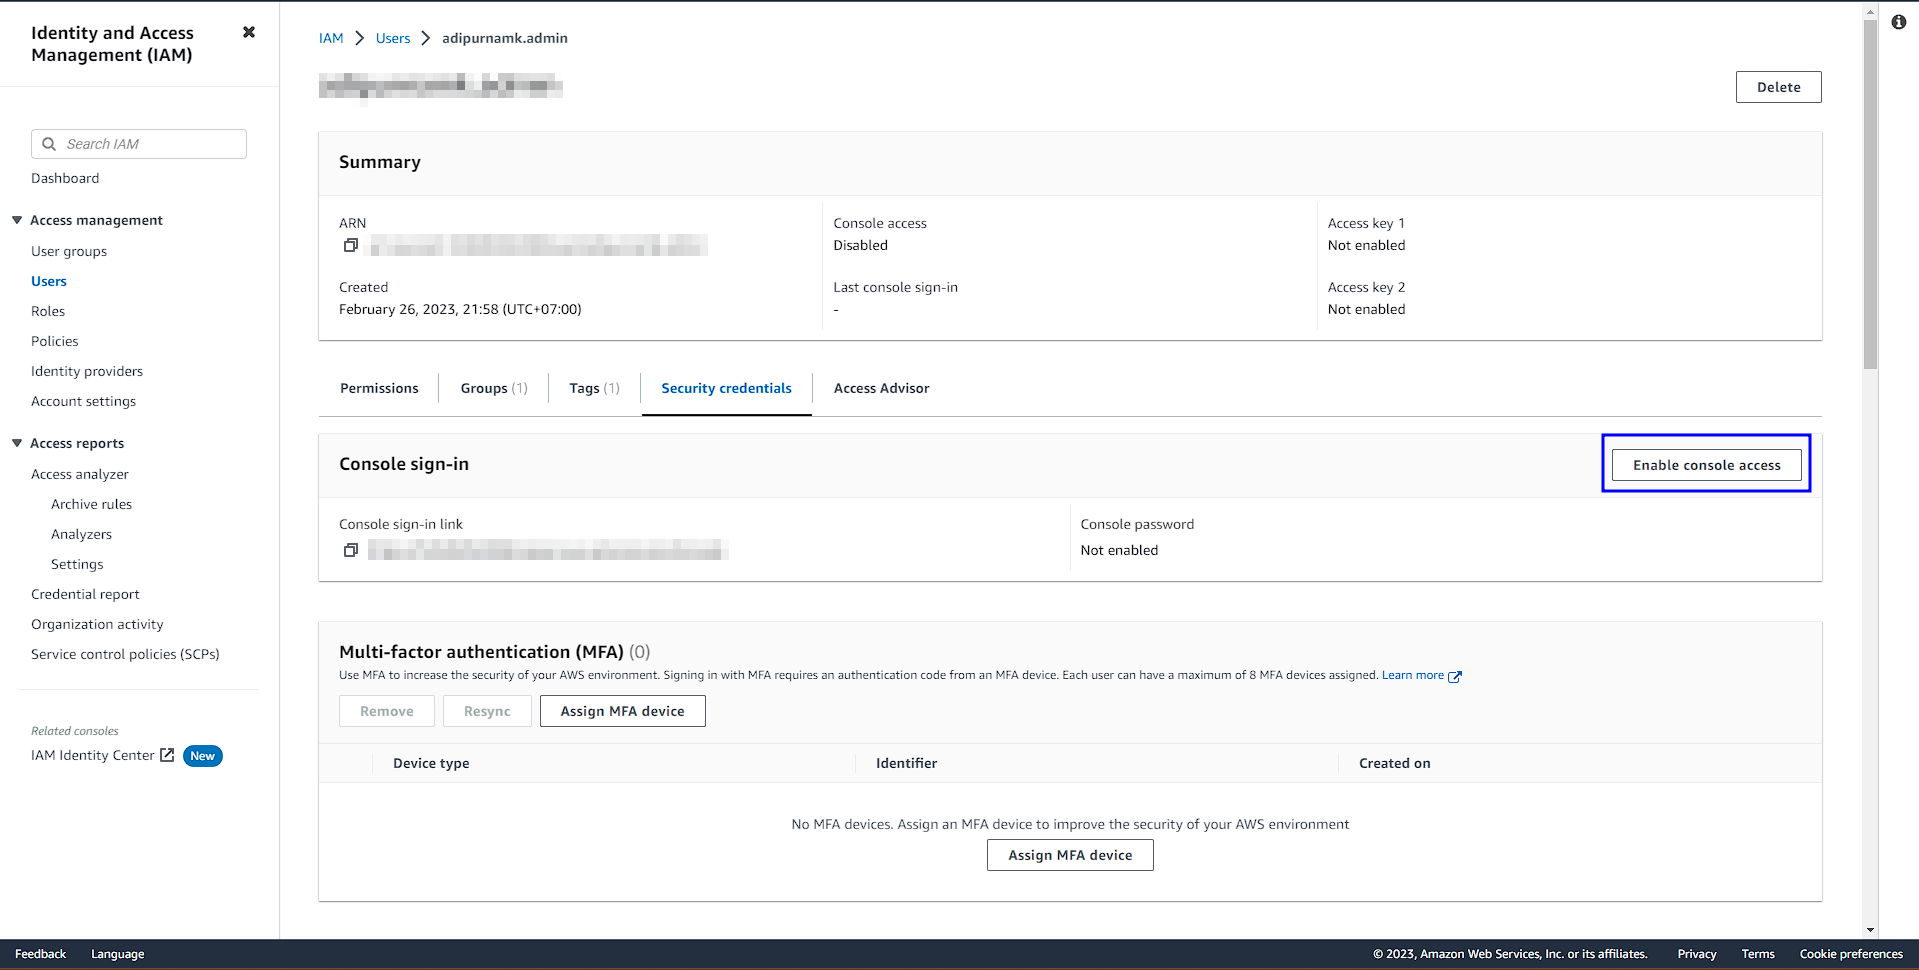 Identity and Access
Management (IAM)
Search IAM
Dashboard
Access management
User groups
Users
Roles
Policies
Identity providers
Account settings
Access reports
Access analyzer
Archive rules
Analyzers
Settings
Credential report
Organization activity
Service control policies (SCPs)
Related consoles
IAM Identity Center New
IAM Users adipurnamk.admin
Delete
Summary
ARN
Console access
Disabled
Access key 1
Not enabled
Created
February 26, 2023, 21:58 (UTC+07:00)
Last console sign-in
-
Access key 2
Not enabled
Permissions Groups (1) Tags (1) Security credentials Access Advisor
Console sign-in
Enable console access
Console sign-in link
Console password
Not enabled
Multi-factor authentication (MFA) (0)
Use MFA to increase the security of your AWS environment. Signing in with MFA requires an authentication code from an MFA device. Each user can have a maximum of 8 MFA devices assigned. Learn more
Remove Resync Assign MFA device
Device type Identifier Created on
No MFA devices. Assign an MFA device to improve the security of your AWS environment
Assign MFA device
Feedback Language © 2023, Amazon Web Services, Inc. or its affiliates. Privacy Terms Cookie preferences